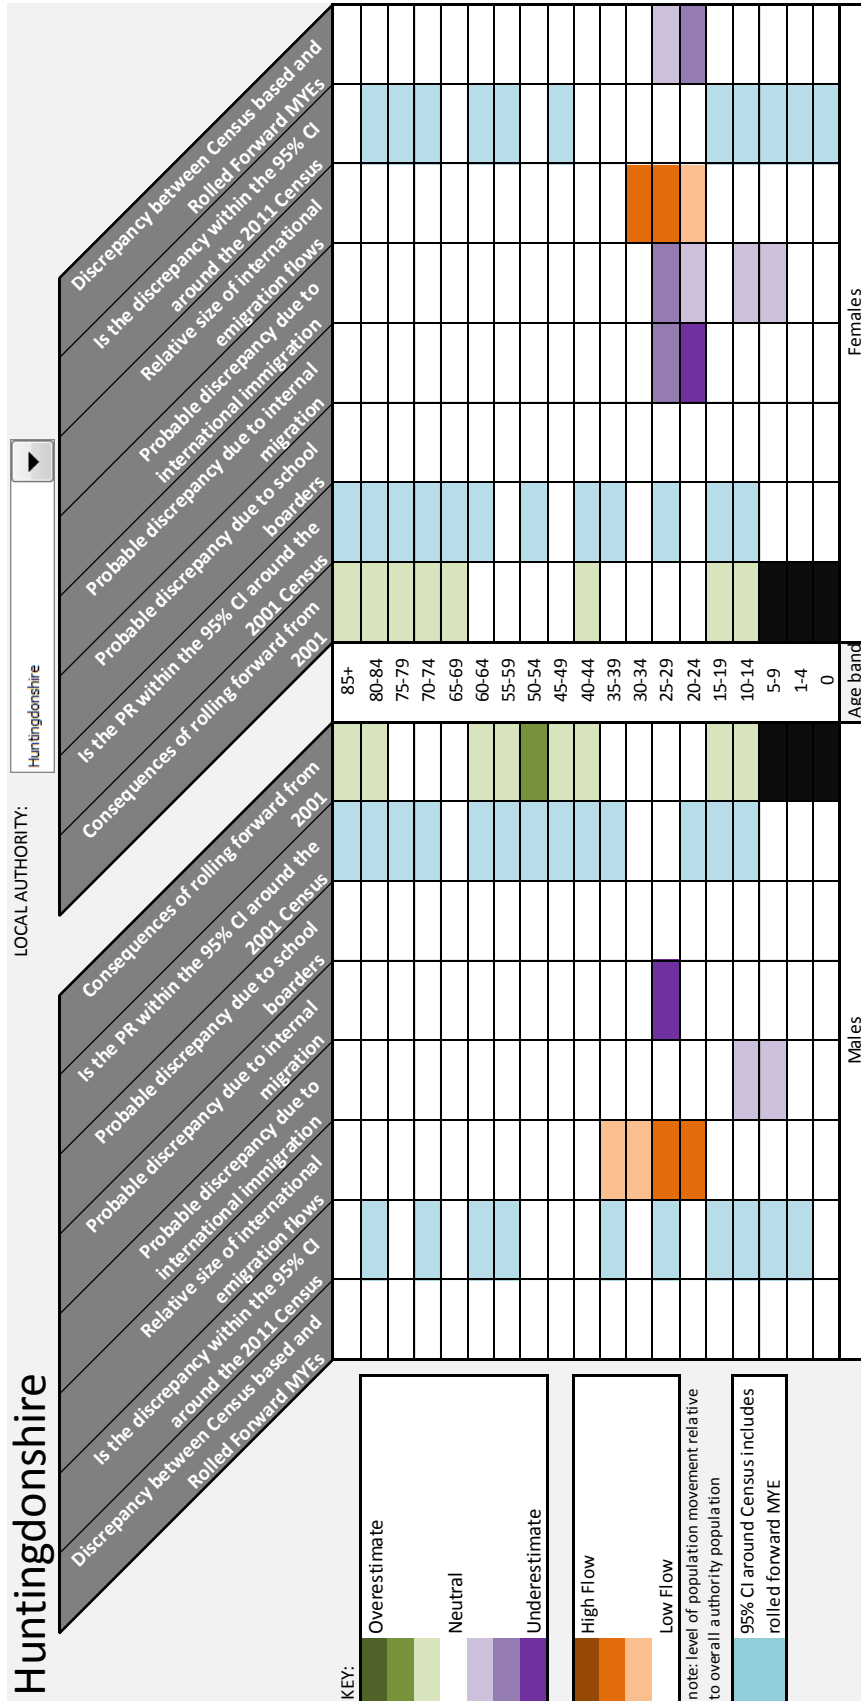 Huntingdonshire
LOCAL AUTHORITY:
Huntingdonshire
Discrepancy between Census based and
Rolled Forward MYEs
Is the discrepancy within the 95% CI
around the 2011 Census
Relative size of international
emigration flows
Probable discrepancy due to
international immigration
Probable discrepancy due to internal
migration
Probable discrepancy due to school
boarders
Is the PR within the 95% CI around the
2001 Census
Consequences of rolling forward from
2001
Consequences of rolling forward from
2001
Is the PR within the 95% CI around the
2001 Census
Probable discrepancy due to school
boarders
Probable discrepancy due to internal
migration
Probable discrepancy due to
international immigration
Relative size of international
emigration flows
Is the discrepancy within the 95% CI
around the 2011 Census
Discrepancy between Census based and
Rolled Forward MYEs
85+
80-84
75-79
70-74
65-69
60-64
55-59
50-54
45-49
40-44
35-39
30-34
25-29
20-24
15-19
10-14
5-9
1-4
0
Males
Age band
Females
KEY:
Overestimate
Neutral
Underestimate
High Flow
Low Flow
note: level of population movement relative
to overall authority population
95% CI around Census includes
rolled forward MYE